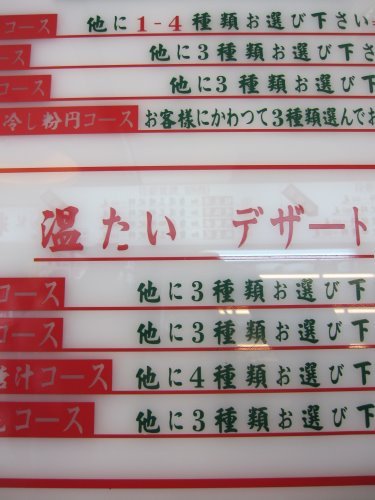 コース 他に1-4種類お選び下さい
ース 他に3種類お選び下さ
コース 他に3種類お選び下
冷し粉円コース お客様にかわつて3種類選んでお
温たい デザート
コース 他に3種類お選び下
コース 他に3種類お選び下
汁コース 他に4種類お選び下
コース 他に3種類お選び下